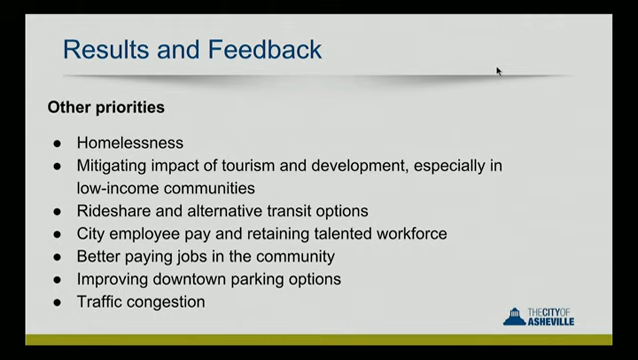 Results and Feedback
Other priorities
● Homelessness
● Mitigating impact of tourism and development, especially in
low-income communities
● Rideshare and alternative transit options
● City employee pay and retaining talented workforce
● Better paying jobs in the community
● Improving downtown parking options
● Traffic congestion
THE CITY OF
ASHEVILLE